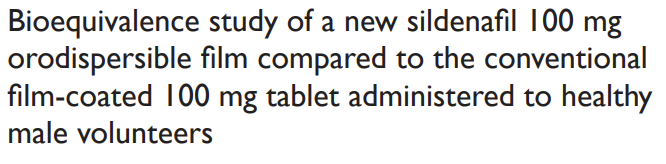 Bioequivalence study of a new sildenafil 100 mg
orodispersible film compared to the conventional
film-coated 100 mg tablet administered to healthy
male volunteers